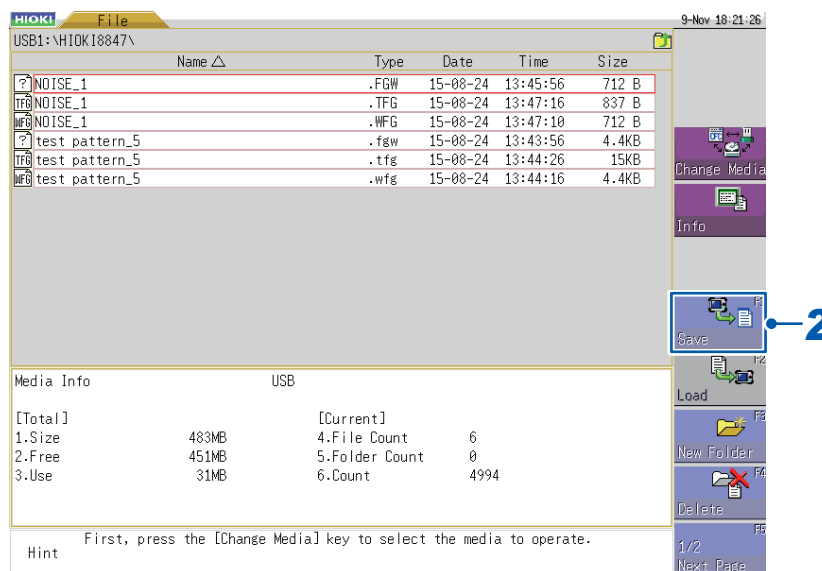 HIOKI File 9-Nov 18:21:26
USB1:\HIOKI8847\
Name △ Type Date Time Size
? NOISE_1 .FGW 15-08-24 13:45:56 712 B
TFG NOISE_1 .TFG 15-08-24 13:47:16 837 B
WFG NOISE_1 .WFG 15-08-24 13:47:10 712 B
? test pattern_5 .fgw 15-08-24 13:43:56 4.4KB
TFG test pattern_5 .tfg 15-08-24 13:44:26 15KB
WFG test pattern_5 .wfg 15-08-24 13:44:16 4.4KB
CFC
Change Media
Info
F1
Save
2
F2
Load
F3
New Folder
F4
Delete
F5
1/2
Next Page
Media Info USB
[Total] [Current]
1.Size 483MB 4.File Count 6
2.Free 451MB 5.Folder Count 0
3.Use 31MB 6.Count 4994
First, press the [Change Media] key to select the media to operate.
Hint